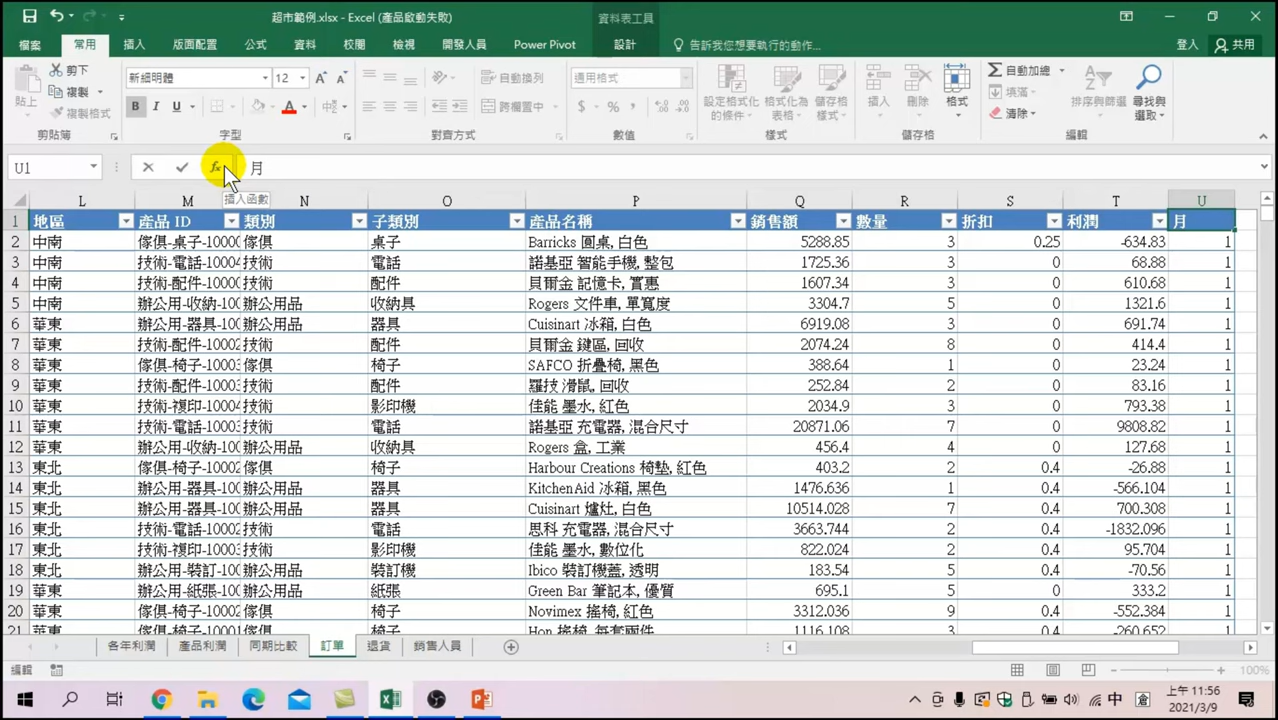 超市範例.xlsx - Excel (產品啟動失敗)
資料表工具
檔案 常用 插入 版面配置 公式 資料 校閱 檢視 開發人員 Power Pivot 設計 告訴我您想要執行的動作... 登入 共用
貼上 剪下 複製 複製格式 剪貼簿
新細明體 12 B I U A 字型
自動換列 跨欄置中 對齊方式
通用格式 $ % 數值
設定格式化的條件 格式化為表格 儲存格樣式 樣式
插入 刪除 格式 儲存格
自動加總 填滿 清除 排序與篩選 尋找與選取 編輯
U1 fx 月
插入函數
L M N O P Q R S T U
1 地區 產品 ID 類別 子類別 產品名稱 銷售額 數量 折扣 利潤 月
2 中南 傢俱-桌子-1000 傢俱 桌子 Barricks 圓桌, 白色 5288.85 3 0.25 -634.83 1
3 中南 技術-電話-1000 技術 電話 諾基亞 智能手機, 整包 1725.36 3 0 68.88 1
4 中南 技術-配件-1000 技術 配件 貝爾金 記憶卡, 實惠 1607.34 3 0 610.68 1
5 中南 辦公用-收納-10 辦公用品 收納具 Rogers 文件車, 單寬度 3304.7 5 0 1321.6 1
6 華東 辦公用-器具-10 辦公用品 器具 Cuisinart 冰箱, 白色 6919.08 3 0 691.74 1
7 華東 技術-配件-1000 技術 配件 貝爾金 鍵區, 回收 2074.24 8 0 414.4 1
8 華東 傢俱-椅子-1000 傢俱 椅子 SAFCO 折疊椅, 黑色 388.64 1 0 23.24 1
9 華東 技術-配件-1000 技術 配件 羅技 滑鼠, 回收 252.84 2 0 83.16 1
10 華東 技術-複印-1000 技術 影印機 佳能 墨水, 紅色 2034.9 3 0 793.38 1
11 華東 技術-電話-1000 技術 電話 諾基亞 充電器, 混合尺寸 20871.06 7 0 9808.82 1
12 華東 辦公用-收納-10 辦公用品 收納具 Rogers 盒, 工業 456.4 4 0 127.68 1
13 東北 傢俱-椅子-1000 傢俱 椅子 Harbour Creations 椅墊, 紅色 403.2 2 0.4 -26.88 1
14 東北 辦公用-器具-10 辦公用品 器具 KitchenAid 冰箱, 黑色 1476.636 1 0.4 -566.104 1
15 東北 辦公用-器具-10 辦公用品 器具 Cuisinart 爐灶, 白色 10514.028 7 0.4 700.308 1
16 東北 技術-電話-1000 技術 電話 思科 充電器, 混合尺寸 3663.744 2 0.4 -1832.096 1
17 東北 技術-複印-1000 技術 影印機 佳能 墨水, 數位化 822.024 2 0.4 95.704 1
18 東北 辦公用-裝訂-10 辦公用品 裝訂機 Ibico 裝訂機蓋, 透明 183.54 5 0.4 -70.56 1
19 華東 辦公用-紙張-10 辦公用品 紙張 Green Bar 筆記本, 優質 695.1 5 0 333.2 1
20 華東 傢俱-椅子-1000 傢俱 椅子 Novimex 搖椅, 紅色 3312.036 9 0.4 -552.384 1
21 華東 傢俱-椅子-1000 傢俱 椅子 Hon 搖椅, 每套兩件 1116.108 3 0.4 -260.652 1
各年利潤 產品利潤 同期比較 訂單 退貨 銷售人員
編輯 100%
中 倉 上午 11:56
2021/3/9